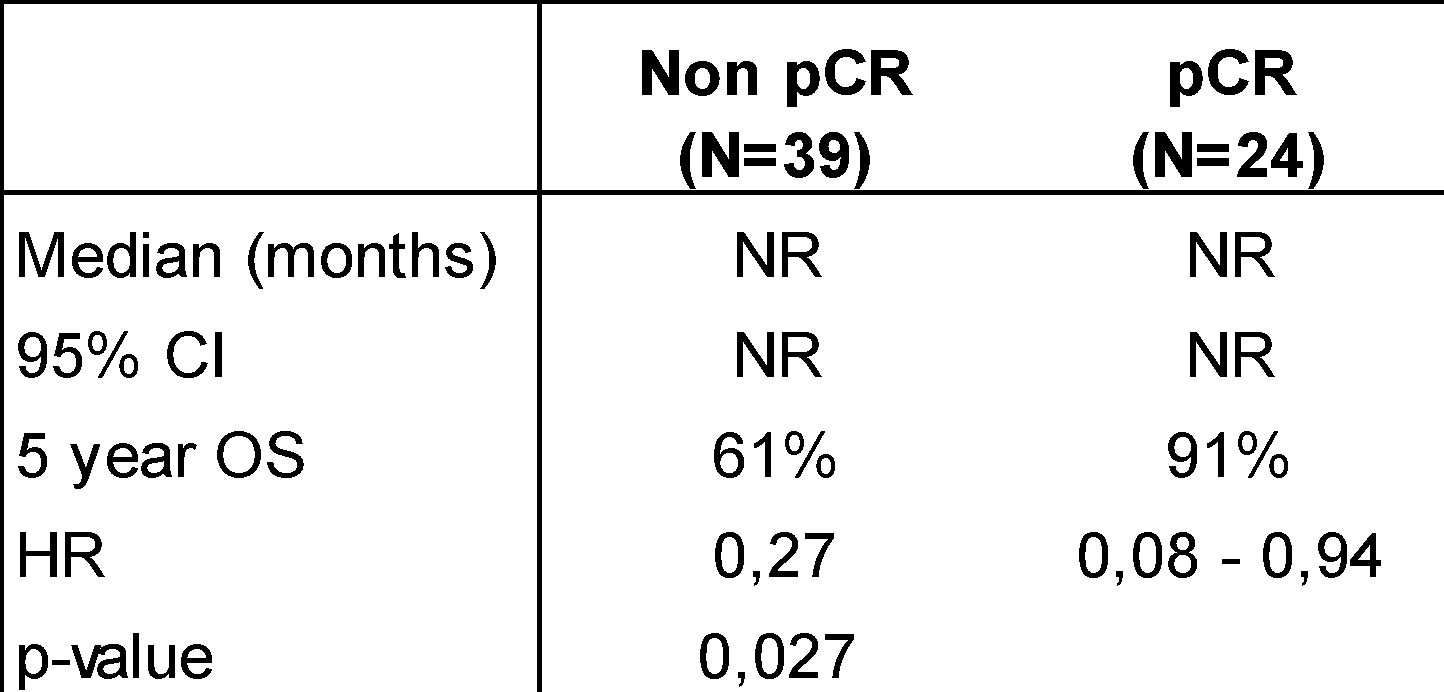 Non pCR pCR
(N=39) (N=24)
Median (months) NR NR
95% CI NR NR
5 year OS 61% 91%
HR 0,27 0,08 - 0,94
p-value 0,027